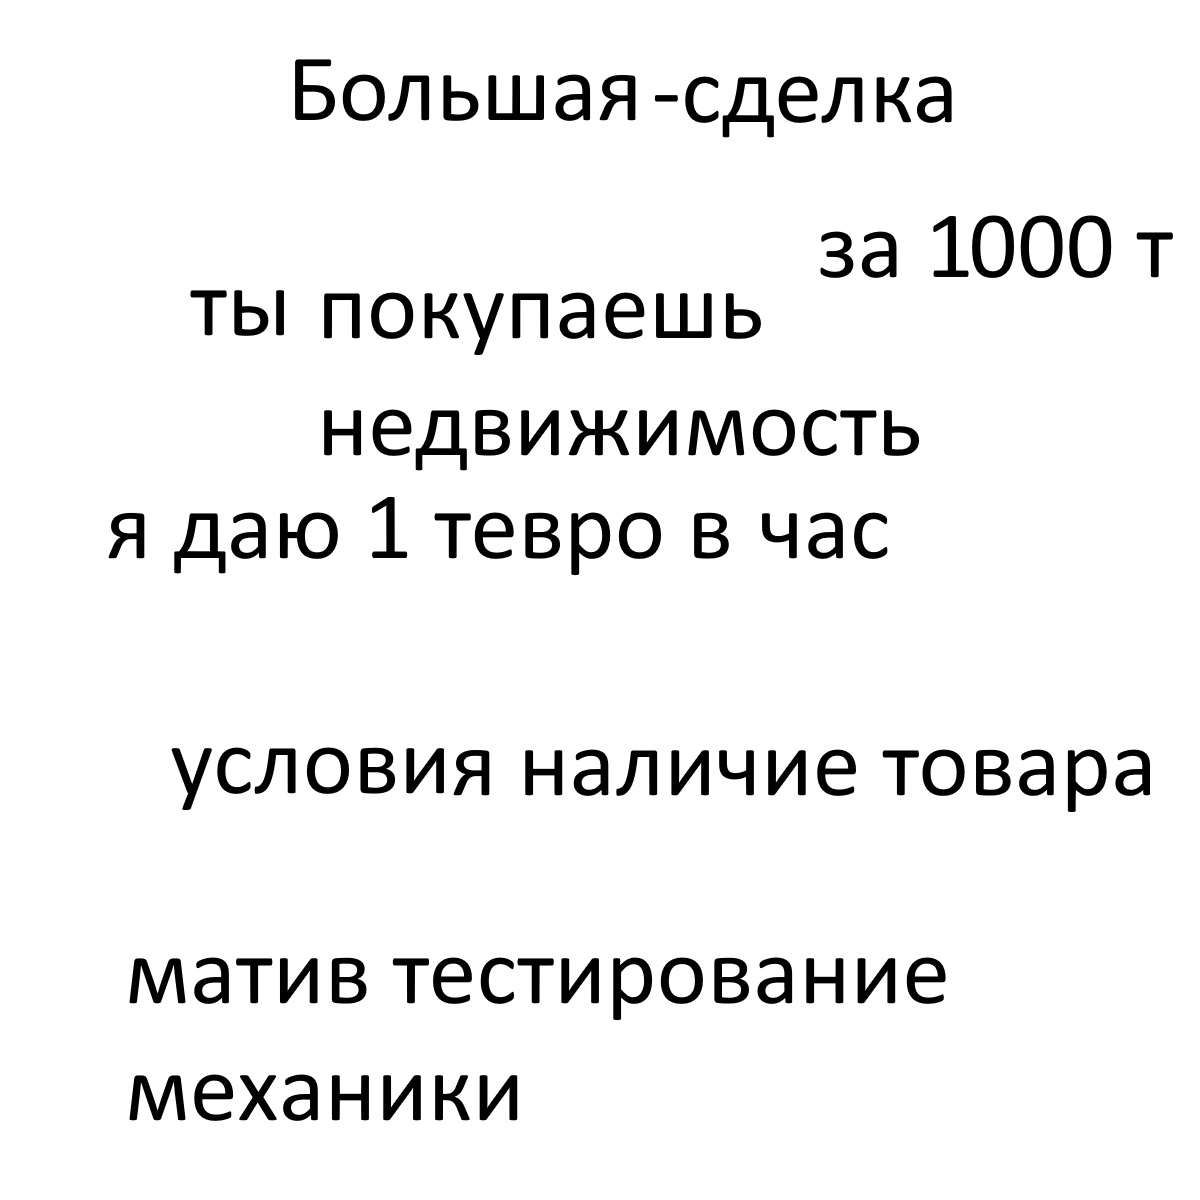 Большая-сделка
за 1000 т
ты покупаешь
недвижимость
я даю 1 тевро в час
условия наличие товара
матив тестирование
механики